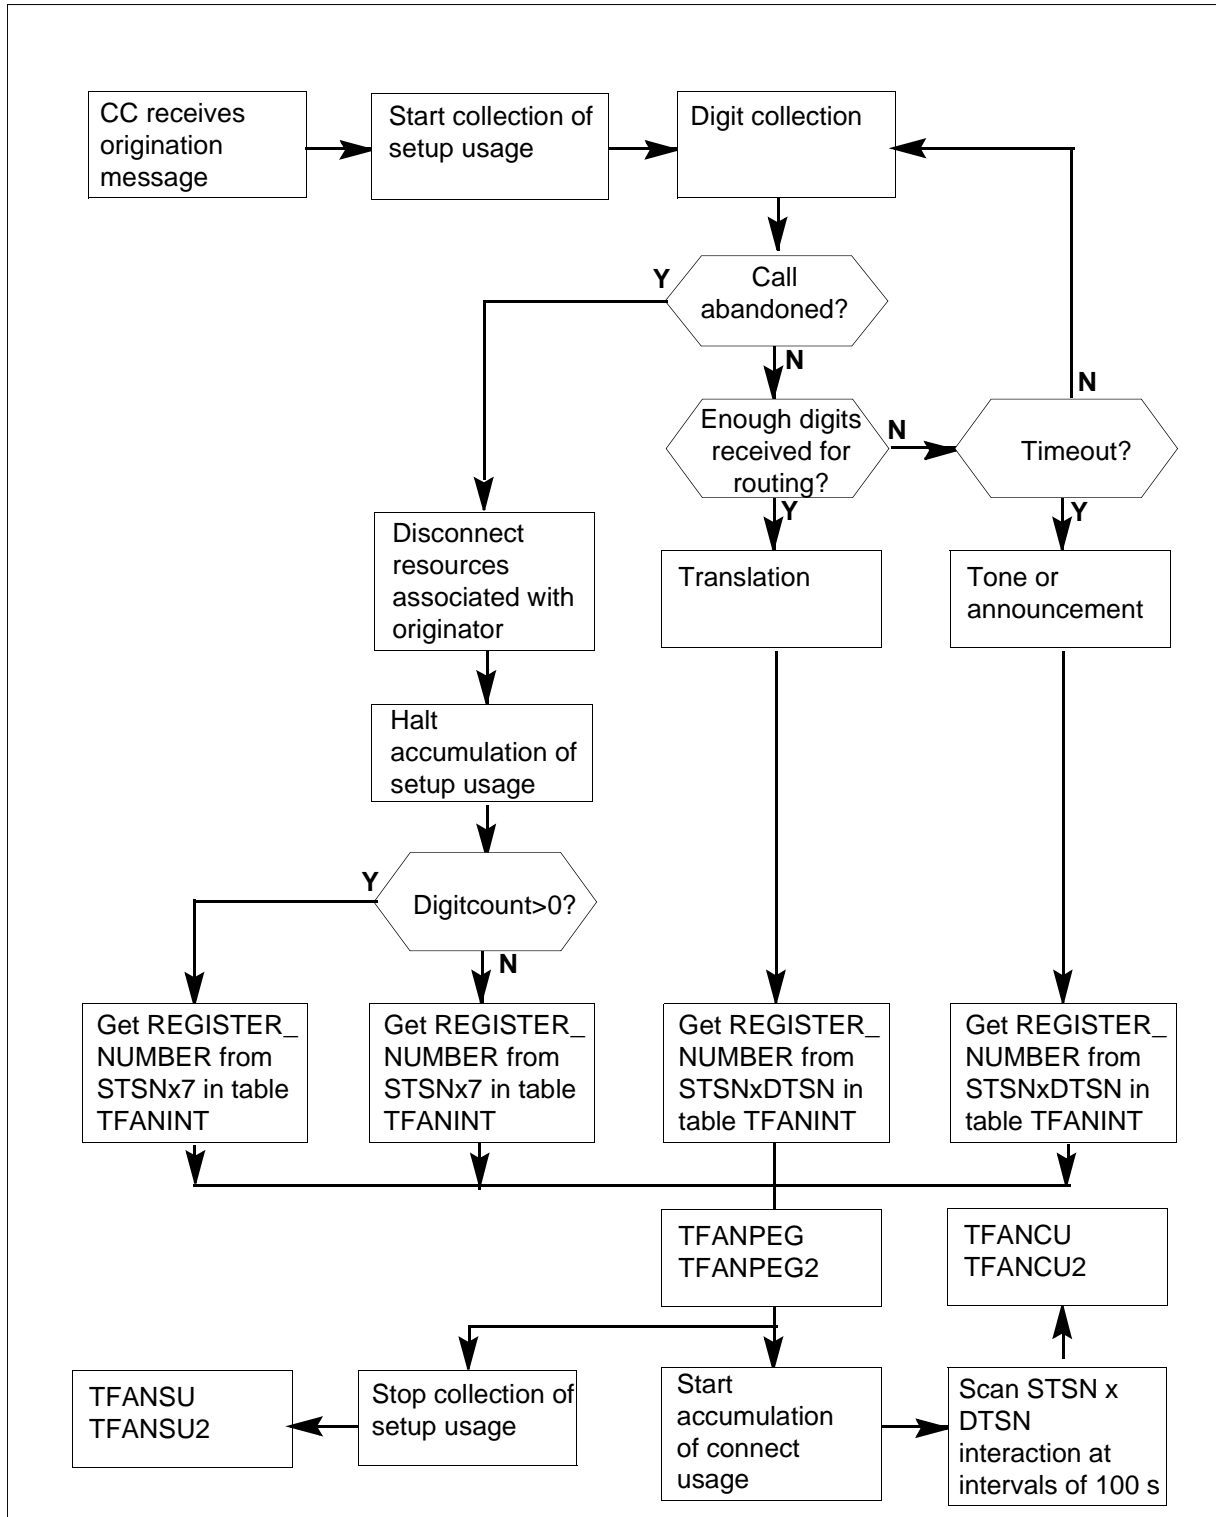 CC receives
origination
message
Start collection of
setup usage
Digit collection
Y
Call
abandoned?
N
N
Enough digits
received for
routing?
N
Timeout?
Y
Y
Disconnect
resources
associated with
originator
Translation
Tone or
announcement
Halt
accumulation of
setup usage
Y
Digitcount>0?
N
Get REGISTER_
NUMBER from
STSNx7 in table
TFANINT
Get REGISTER_
NUMBER from
STSNx7 in table
TFANINT
Get REGISTER_
NUMBER from
STSNxDTSN in
table TFANINT
Get REGISTER_
NUMBER from
STSNxDTSN in
table TFANINT
TFANPEG
TFANPEG2
TFANCU
TFANCU2
TFANSU
TFANSU2
Stop collection of
setup usage
Start
accumulation
of connect
usage
Scan STSN x
DTSN
interaction at
intervals of 100 s